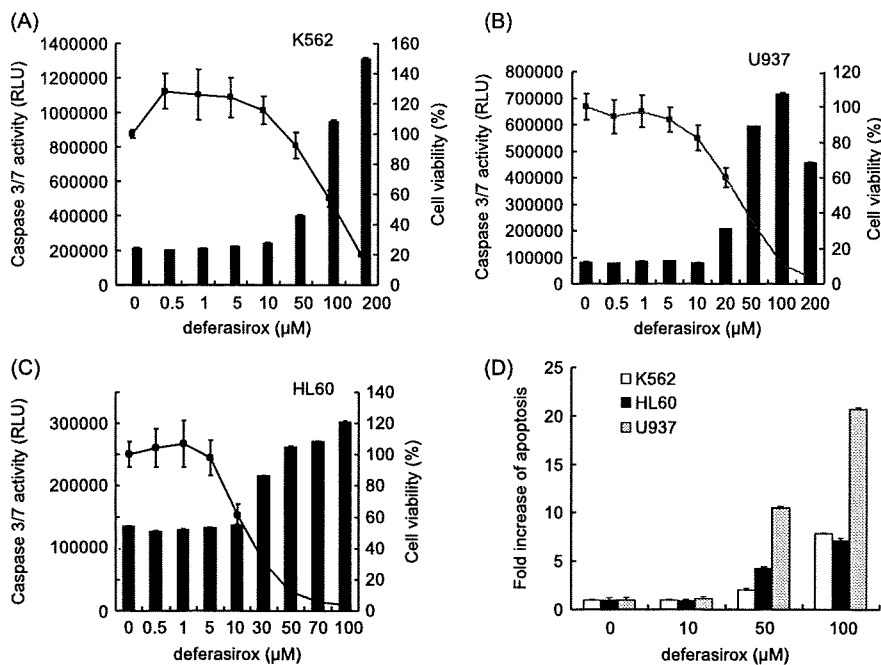 (A)
K562
Caspase 3/7 activity (RLU)
1400000
1200000
1000000
800000
600000
400000
200000
0
160
140
120
100
80
60
40
20
0
Cell viability (%)
0 0.5 1 5 10 50 100 200
deferasirox (µM)
(B)
U937
Caspase 3/7 activity (RLU)
800000
700000
600000
500000
400000
300000
200000
100000
0
120
100
80
60
40
20
0
Cell viability (%)
0 0.5 1 5 10 20 50 100 200
deferasirox (µM)
(C)
HL60
Caspase 3/7 activity (RLU)
300000
200000
100000
0
140
120
100
80
60
40
20
0
Cell viability (%)
0 0.5 1 5 10 30 50 70 100
deferasirox (µM)
(D)
K562
HL60
U937
Fold increase of apoptosis
25
20
15
10
5
0
0 10 50 100
deferasirox (µM)